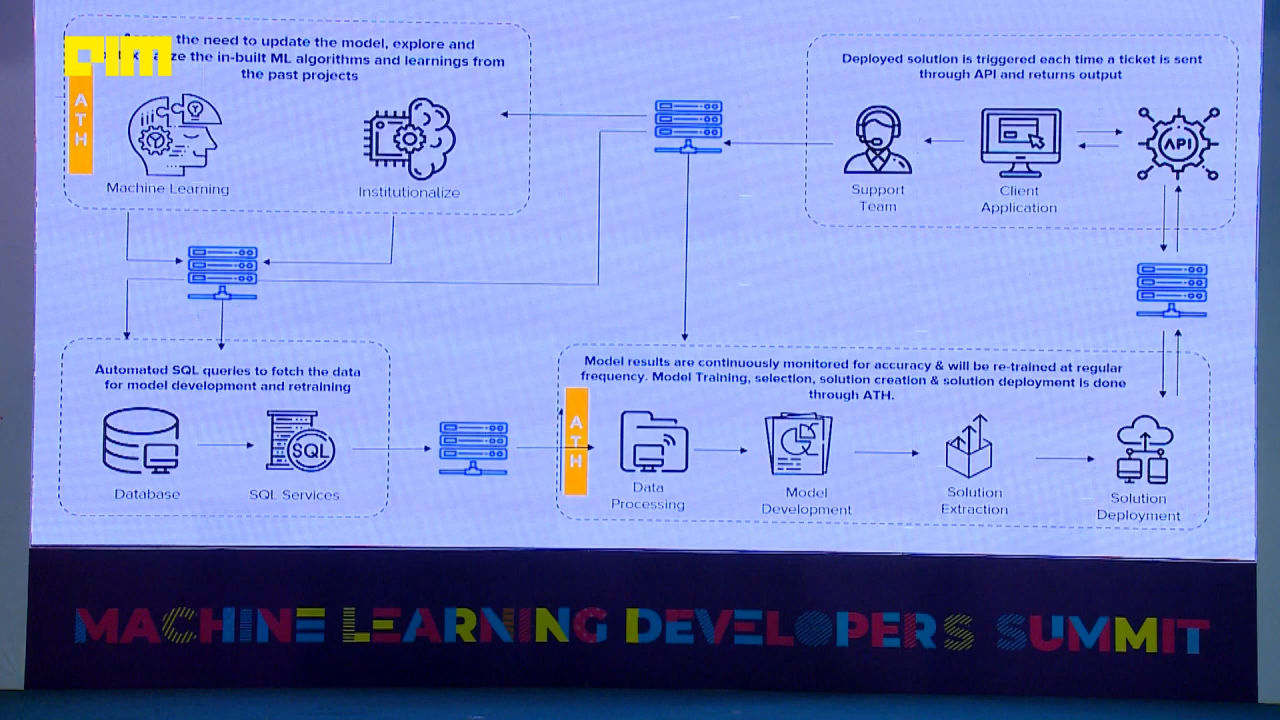 AIM
the need to update the model, explore and
the in-built ML algorithms and learnings from
the past projects
ATH
Machine Learning
Institutionalize
Deployed solution is triggered each time a ticket is sent
through API and returns output
Support
Team
Client
Application
API
Automated SQL queries to fetch the data
for model development and retraining
Database
SQL
SQL Services
Model results are continuously monitored for accuracy & will be re-trained at regular
frequency. Model Training, selection, solution creation & solution deployment is done
through ATH.
ATH
Data
Processing
Model
Development
Solution
Extraction
Solution
Deployment
MACHINE LEARNING DEVELOPERS SUMMIT